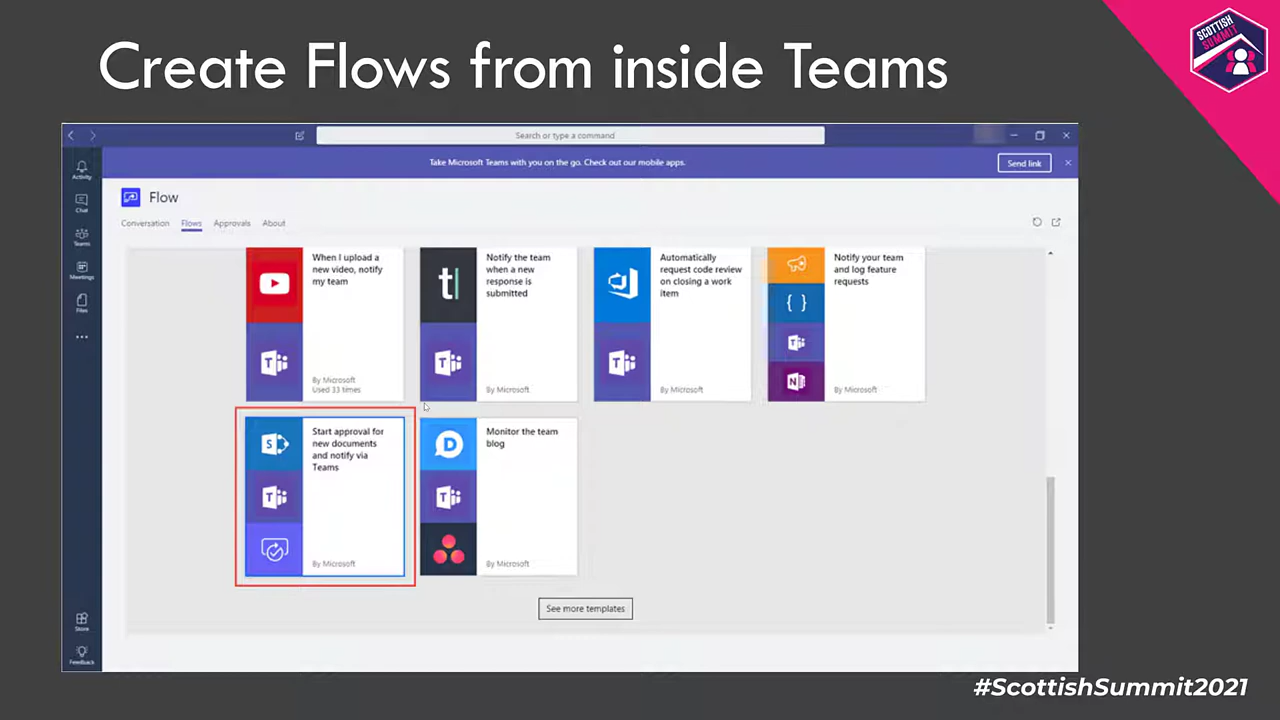 Create Flows from inside Teams
SCOTTISH
SUMMIT
Search or type a command
Take Microsoft Teams with you on the go. Check out our mobile apps.
Send link
Activity
Chat
Teams
Meetings
Files
Flow
Conversation
Flows
Approvals
About
When I upload a
new video, notify
my team
By Microsoft
Used 33 times
Notify the team
when a new
response is
submitted
By Microsoft
Automatically
request code review
on closing a work
item
By Microsoft
Notify your team
and log feature
requests
By Microsoft
Start approval for
new documents
and notify via
Teams
By Microsoft
Monitor the team
blog
By Microsoft
See more templates
Store
Feedback
#ScottishSummit2021